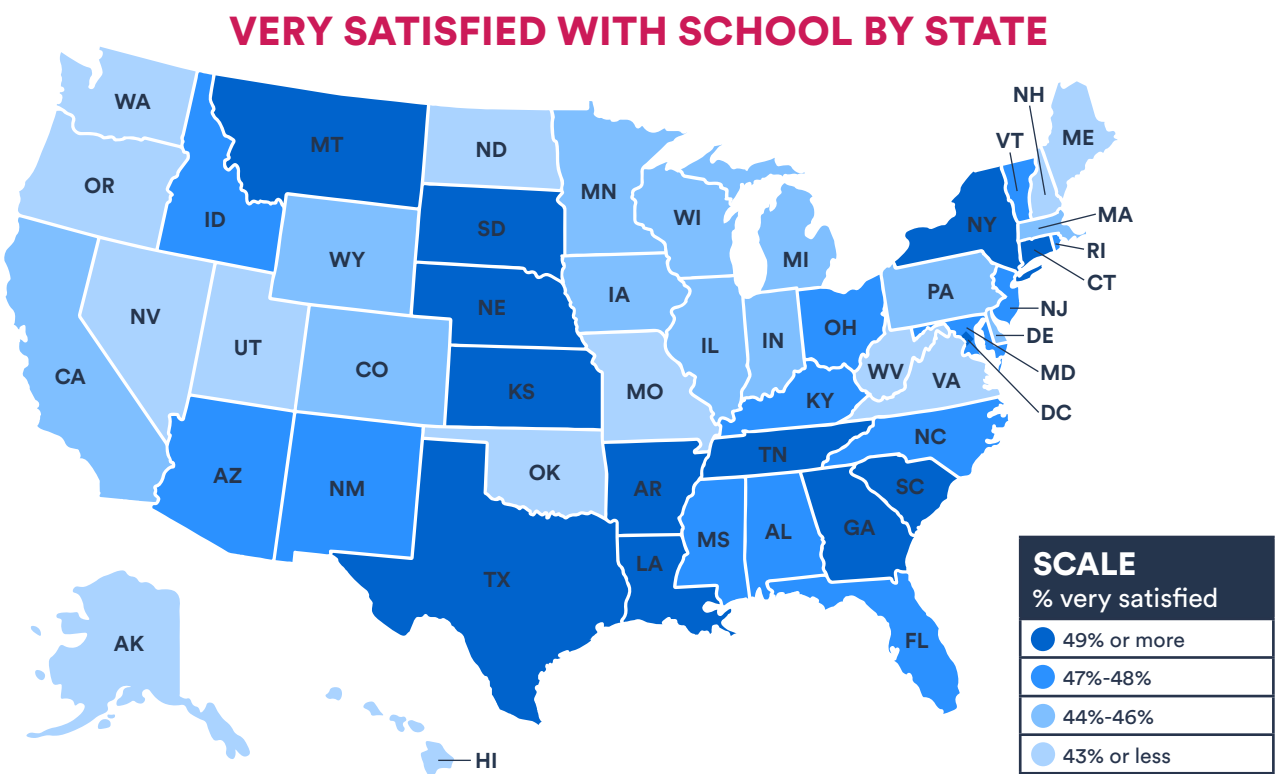 VERY SATISFIED WITH SCHOOL BY STATE
WA
MT
ND
MN
OR
ID
SD
WI
MI
NY
NH
VT
ME
MA
RI
CT
WY
NE
IA
PA
NJ
DE
MD
DC
NV
UT
CO
CA
KS
MO
IL
IN
OH
WV
VA
KY
NC
TN
SC
AZ
NM
OK
AR
MS
AL
GA
LA
TX
FL
AK
HI
SCALE
% very satisfied
49% or more
47%-48%
44%-46%
43% or less